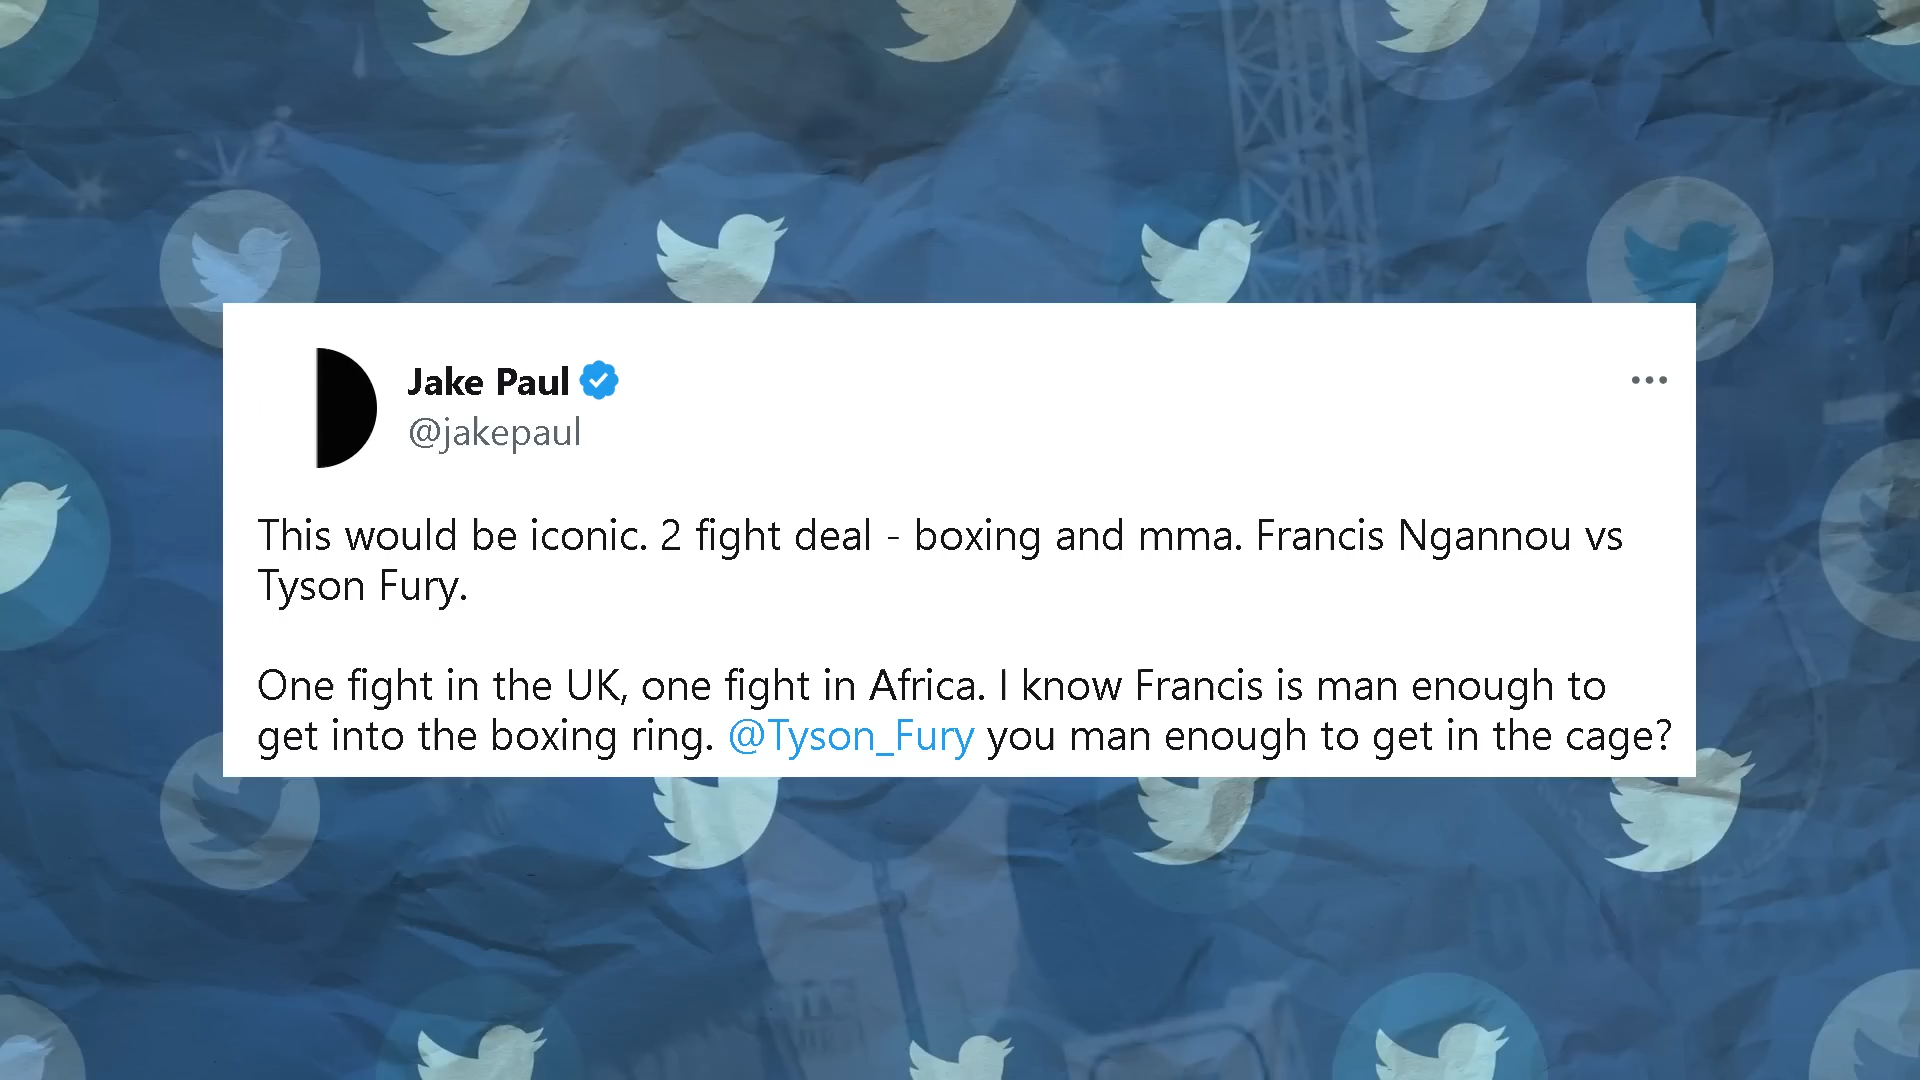 Jake Paul
@jakepaul
This would be iconic. 2 fight deal - boxing and mma. Francis Ngannou vs
Tyson Fury.
One fight in the UK, one fight in Africa. I know Francis is man enough to
get into the boxing ring. @Tyson_Fury you man enough to get in the cage?